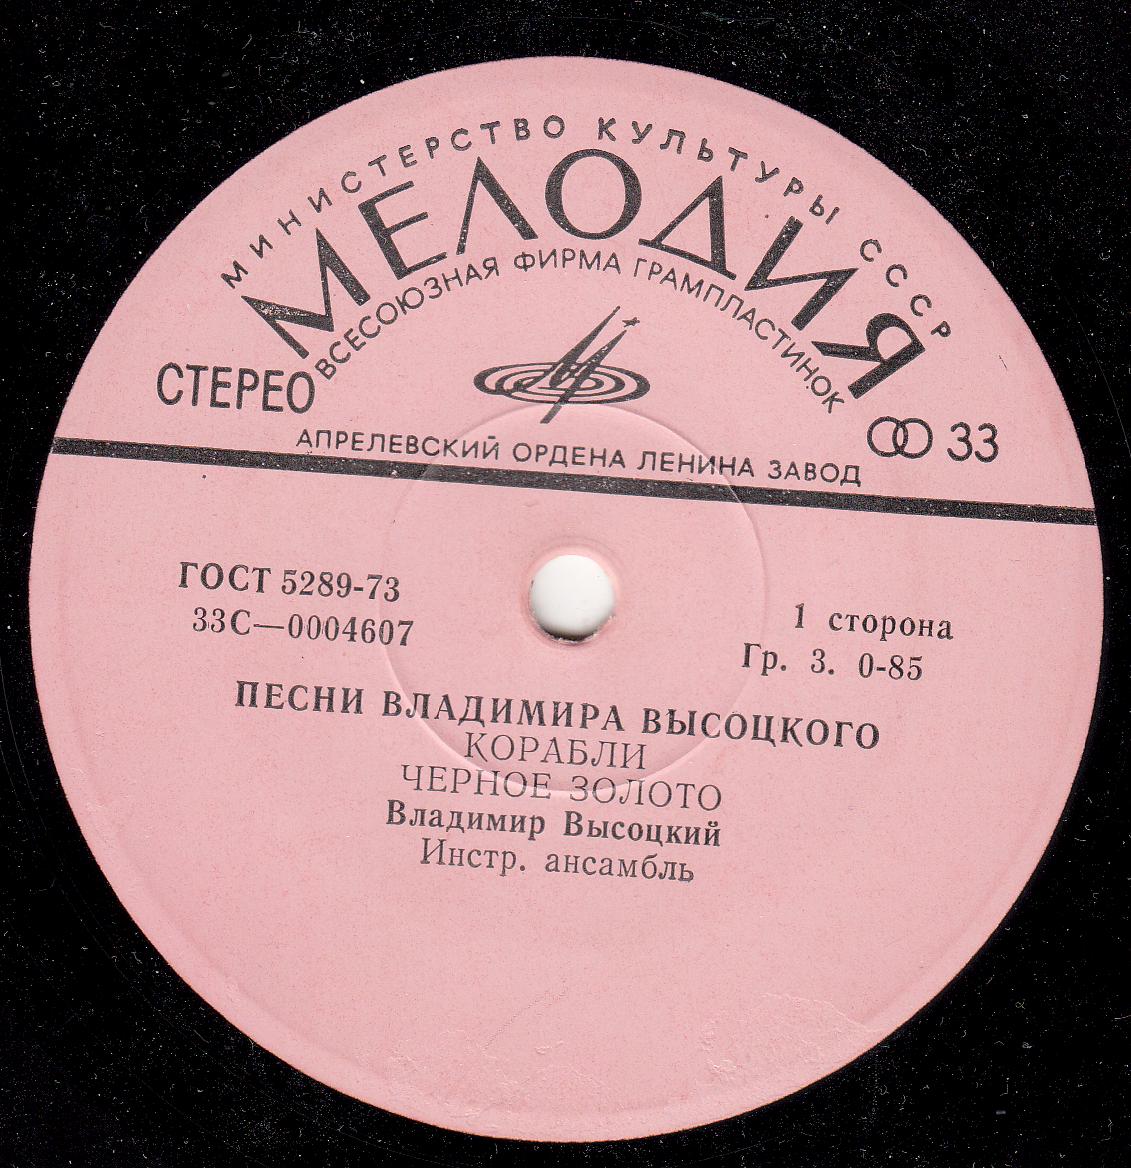 МИНИСТЕРСТВО КУЛЬТУРЫ СССР
МЕЛОДИЯ
ВСЕСОЮЗНАЯ ФИРМА ГРАМПЛАСТИНОК
СТЕРЕО
33
АПРЕЛЕВСКИЙ ОРДЕНА ЛЕНИНА ЗАВОД
ГОСТ 5289-73
33С—0004607
1 сторона
Гр. 3. 0-85
ПЕСНИ ВЛАДИМИРА ВЫСОЦКОГО
КОРАБЛИ
ЧЕРНОЕ ЗОЛОТО
Владимир Высоцкий
Инстр. ансамбль